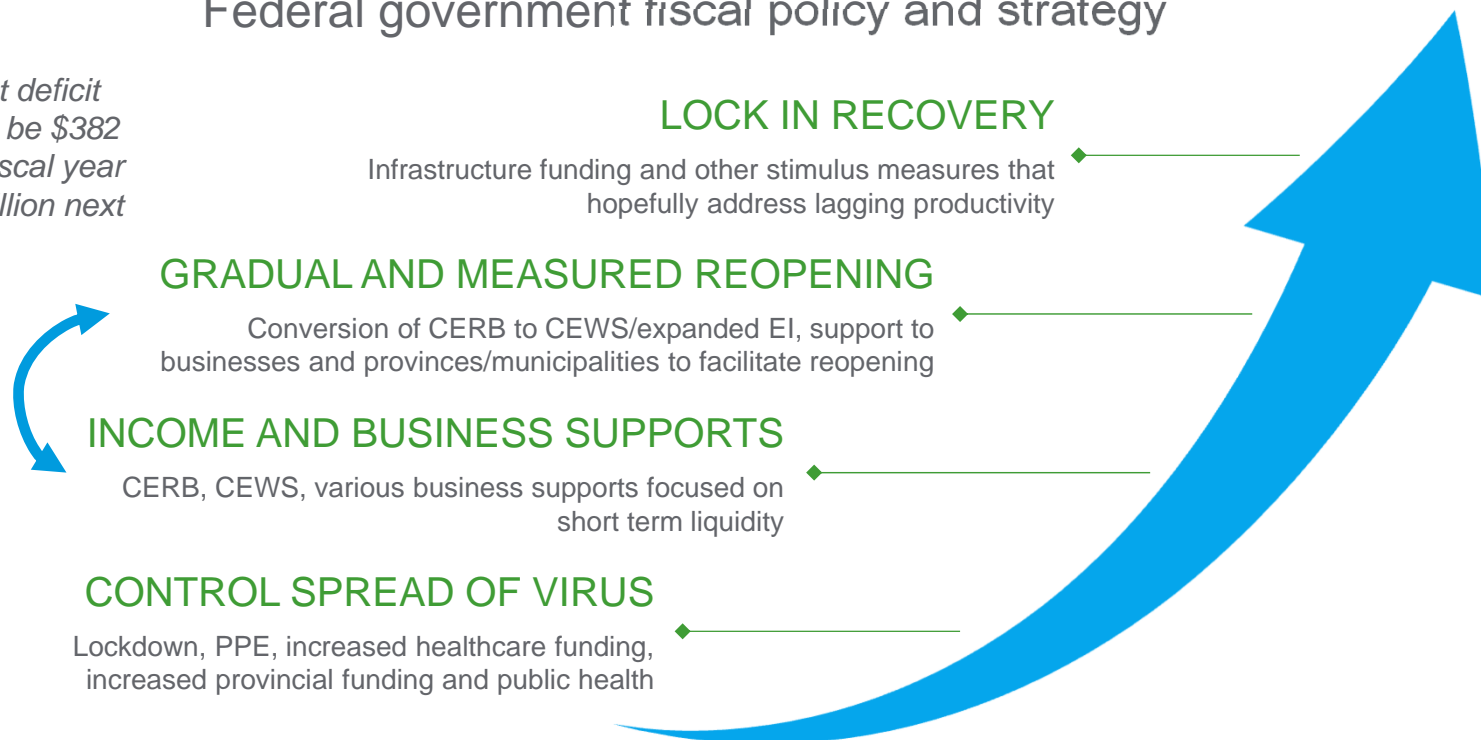 Federal government fiscal policy and strategy
t deficit
be $382
scal year
llion next
LOCK IN RECOVERY
Infrastructure funding and other stimulus measures that
hopefully address lagging productivity
GRADUAL AND MEASURED REOPENING
Conversion of CERB to CEWS/expanded EI, support to
businesses and provinces/municipalities to facilitate reopening
INCOME AND BUSINESS SUPPORTS
CERB, CEWS, various business supports focused on
short term liquidity
CONTROL SPREAD OF VIRUS
Lockdown, PPE, increased healthcare funding,
increased provincial funding and public health